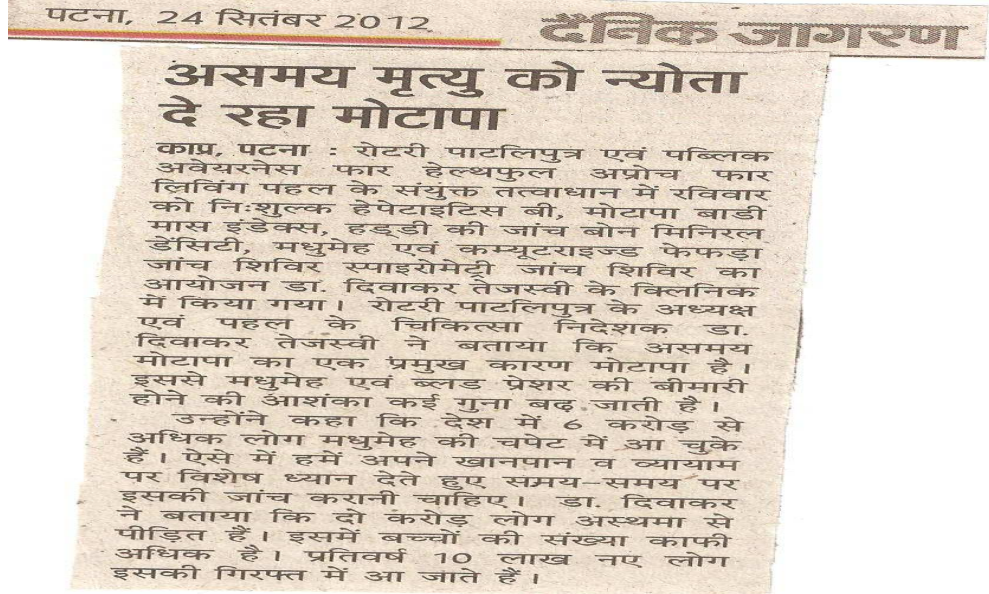 पटना, 24 सितंबर 2012
दैनिक जागरण
असमय मृत्यु को न्योता
दे रहा मोटापा
काप्र, पटना : रोटरी पाटलिपुत्र एवं पब्लिक
अवेयरनेस फार हेल्थफुल अप्रोच फार
लिविंग पहल के संयुक्त तत्वाधान में रविवार
को निःशुल्क हेपेटाइटिस बी, मोटापा बाडी
मास इंडेक्स, हड्डी की जांच बोन मिनिरल
डेंसिटी, मधुमेह एवं कम्यूटराइज्ड फेफड़ा
जांच शिविर स्पाइरोमेट्री जांच शिविर का
आयोजन डा. दिवाकर तेजस्वी के क्लिनिक
में किया गया। रोटरी पाटलिपुत्र के अध्यक्ष
एवं पहल के चिकित्सा निदेशक डा.
दिवाकर तेजस्वी ने बताया कि असमय
मोटापा का एक प्रमुख कारण मोटापा है।
इससे मधुमेह एवं ब्लड प्रेशर की बीमारी
होने की आशंका कई गुना बढ़ जाती है।
उन्होंने कहा कि देश में 6 करोड़ से
अधिक लोग मधुमेह की चपेट में आ चुके
हैं। ऐसे में हमें अपने खानपान व व्यायाम
पर विशेष ध्यान देते हुए समय-समय पर
इसकी जांच करानी चाहिए। डा. दिवाकर
ने बताया कि दो करोड़ लोग अस्थमा से
पीड़ित हैं। इसमें बच्चों की संख्या काफी
अधिक है। प्रतिवर्ष 10 लाख नए लोग
इसकी गिरफ्त में आ जाते हैं।